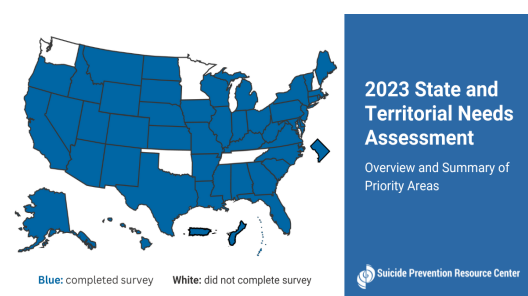 2023 State and
Territorial Needs
Assessment
Overview and Summary of
Priority Areas
Blue: completed survey
White: did not complete survey
Suicide Prevention Resource Center